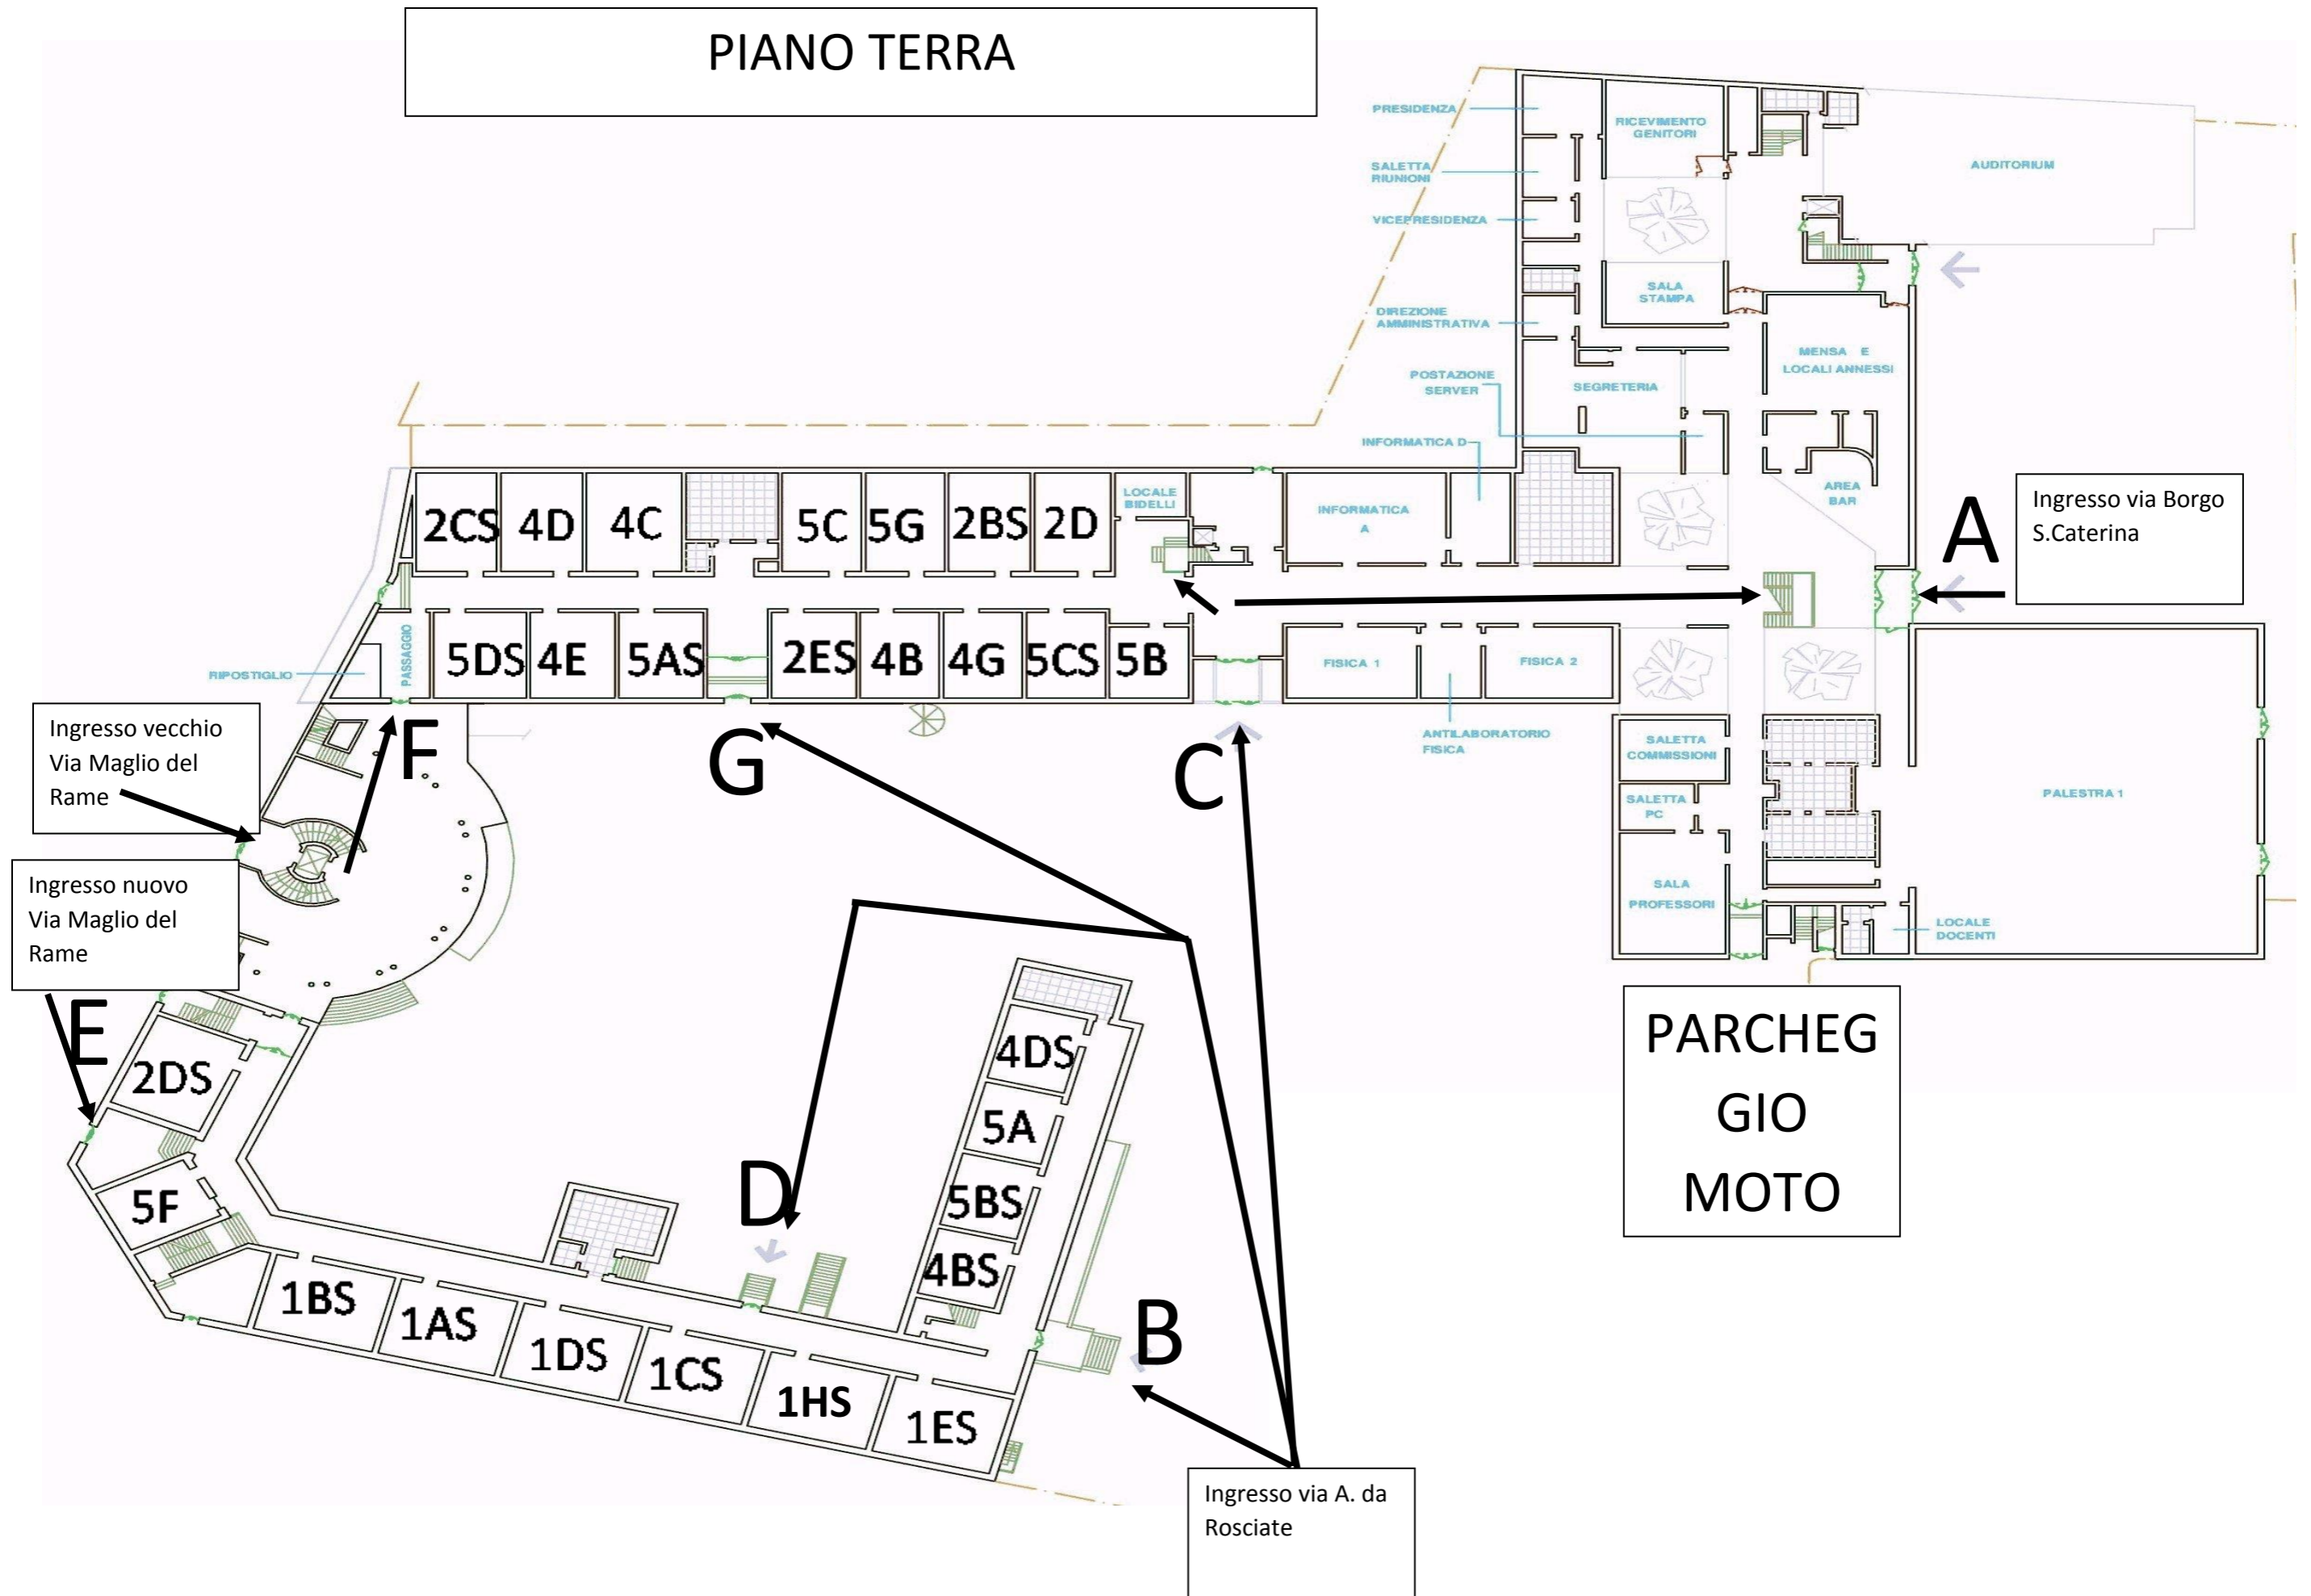 PIANO TERRA
PRESIDENZA
RICEVIMENTO
GENITORI
SALETTA
RIUNIONI
AUDITORIUM
VICEPRESIDENZA
SALA
STAMPA
DIREZIONE
AMMINISTRATIVA
MENSA E
LOCALI ANNESSI
POSTAZIONE
SERVER
SEGRETERIA
INFORMATICA D
AREA
BAR
A
Ingresso via Borgo
S.Caterina
2CS
4D
4C
5C
5G
2BS
2D
LOCALE
BIDELLI
INFORMATICA
A
PASSAGGIO
5DS
4E
5AS
2ES
4B
4G
5CS
5B
FISICA 1
FISICA 2
RIPOSTIGLIO
Ingresso vecchio
Via Maglio del
Rame
F
G
C
ANTILABORATORIO
FISICA
SALETTA
COMMISSIONI
SALETTA
PC
PALESTRA 1
Ingresso nuovo
Via Maglio del
Rame
SALA
PROFESSORI
LOCALE
DOCENTI
E
2DS
4DS
5A
5BS
4BS
PARCHEG
GIO
MOTO
5F
D
B
1BS
1AS
1DS
1CS
1HS
1ES
Ingresso via A. da
Rosciate